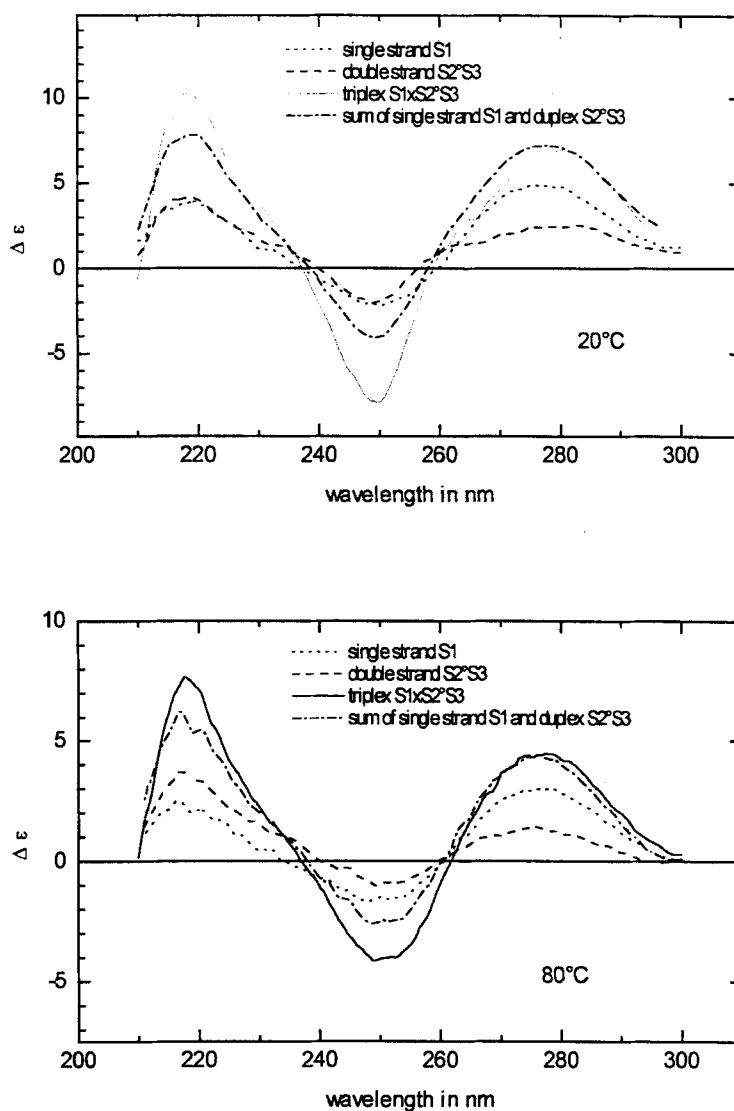 15
10
5
0
-5
Δ ε
single strand S1
double strand S2°S3
triplex S1xS2°S3
sum of single strand S1 and duplex S2°S3
20°C
200 220 240 260 280 300
wavelength in nm
10
5
0
-5
Δ ε
single strand S1
double strand S2°S3
triplex S1xS2°S3
sum of single strand S1 and duplex S2°S3
80°C
200 220 240 260 280 300
wavelength in nm